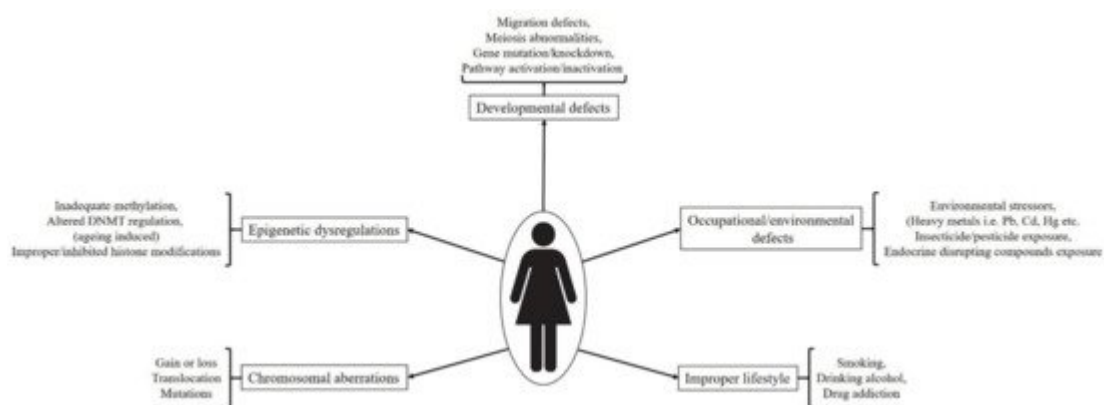 Migration defects,
Meiosis abnormalities,
Gene mutation/knockdown,
Pathway activation/inactivation
Developmental defects
Inadequate methylation,
Altered DNMT regulation,
(ageing induced)
Improper/inhibited histone modifications
Epigenetic dysregulations
Occupational/environmental
defects
Environmental stressors,
(Heavy metals i.e. Pb, Cd, Hg etc.
Insecticide/pesticide exposure,
Endocrine disrupting compounds exposure
Gain or loss
Translocation
Mutations
Chromosomal aberrations
Improper lifestyle
Smoking,
Drinking alcohol,
Drug addiction